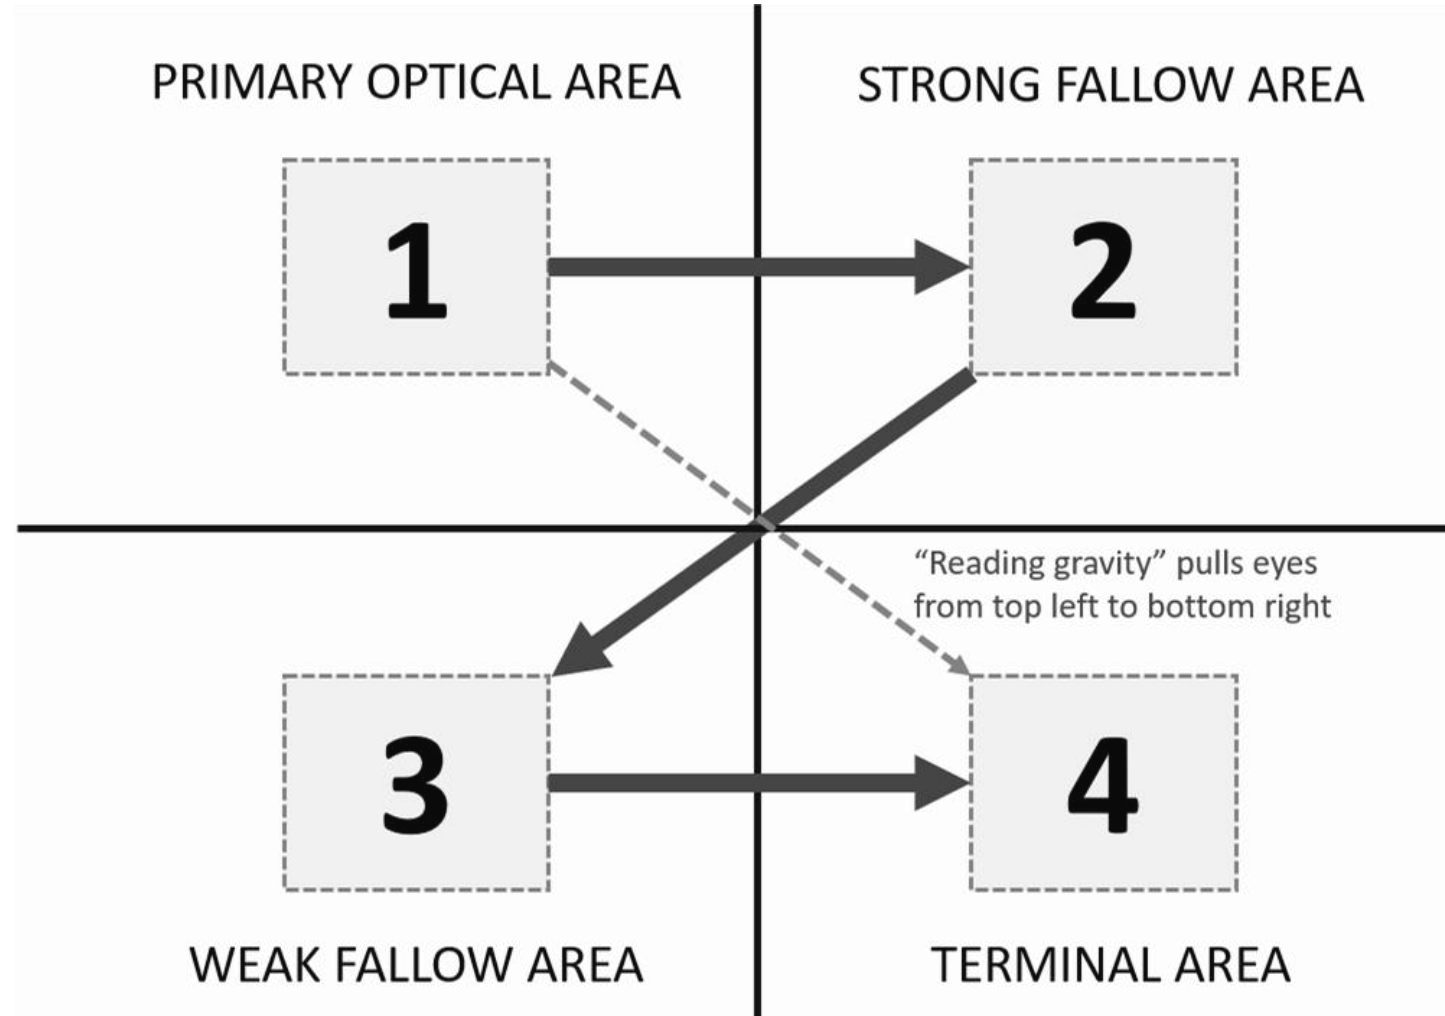 PRIMARY OPTICAL AREA
STRONG FALLOW AREA
1
2
“Reading gravity” pulls eyes
from top left to bottom right
3
4
WEAK FALLOW AREA
TERMINAL AREA